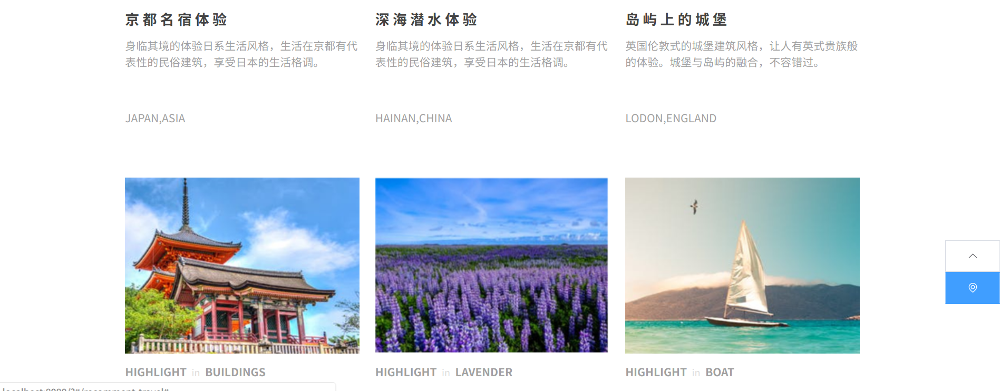 京都名宿体验
身临其境的体验日系生活风格，生活在京都有代
表性的民俗建筑，享受日本的生活格调。
JAPAN,ASIA
深海潜水体验
身临其境的体验日系生活风格，生活在京都有代
表性的民俗建筑，享受日本的生活格调。
HAINAN,CHINA
岛屿上的城堡
英国伦敦式的城堡建筑风格，让人有英式贵族般
的体验。城堡与岛屿的融合，不容错过。
LODON,ENGLAND
HIGHLIGHT in BUILDINGS
HIGHLIGHT in LAVENDER
HIGHLIGHT in BOAT